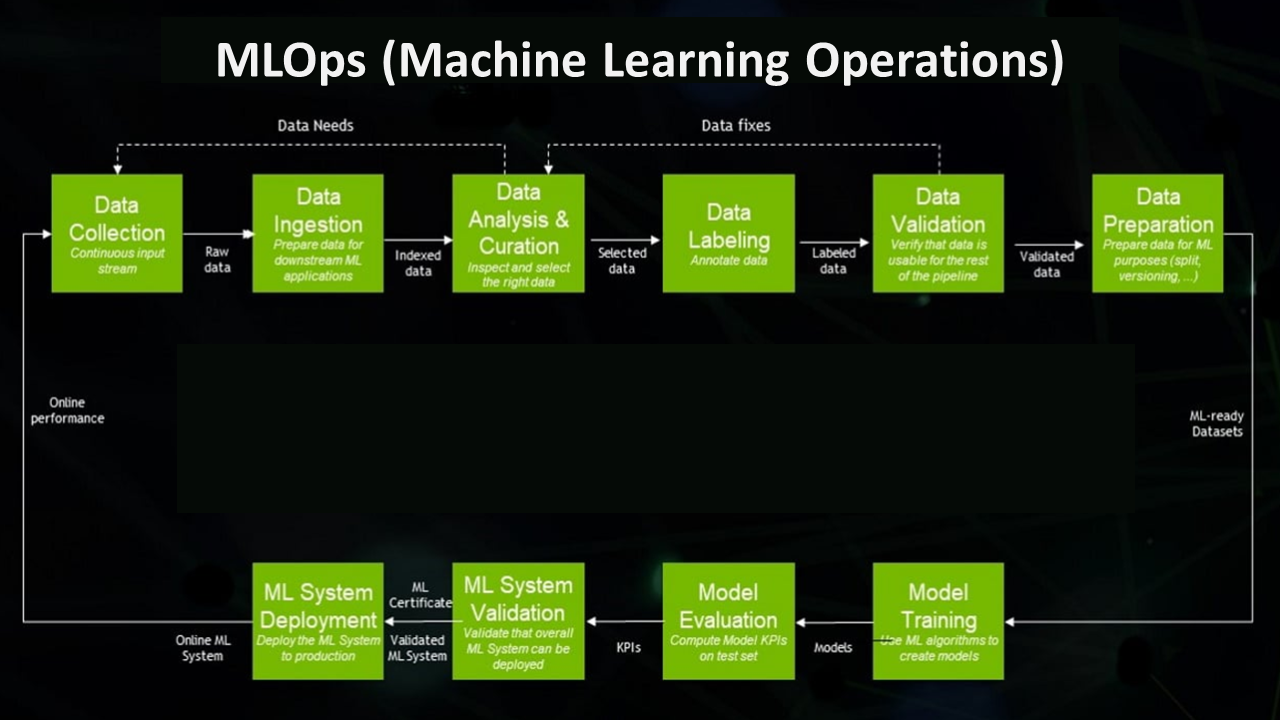 MLOps (Machine Learning Operations)
Data Needs
Data fixes
Data
Collection
Continuous input
stream
Raw
data
Data
Ingestion
Prepare data for
downstream ML
applications
Indexed
data
Data
Analysis &
Curation
Inspect and select
the right data
Selected
data
Data
Labeling
Annotate data
Labeled
data
Data
Validation
Verify that data is
usable for the rest
of the pipeline
Validated
data
Data
Preparation
Prepare data for ML
purposes (split,
versioning, ...)
Online
performance
ML-ready
Datasets
Online ML
System
ML System
Deployment
Deploy the ML System
to production
ML
Certificate
Validated
ML System
ML System
Validation
Validate that overall
ML System can be
deployed
KPIs
Model
Evaluation
Compute Model KPIs
on test set
Models
Model
Training
Use ML algorithms to
create models